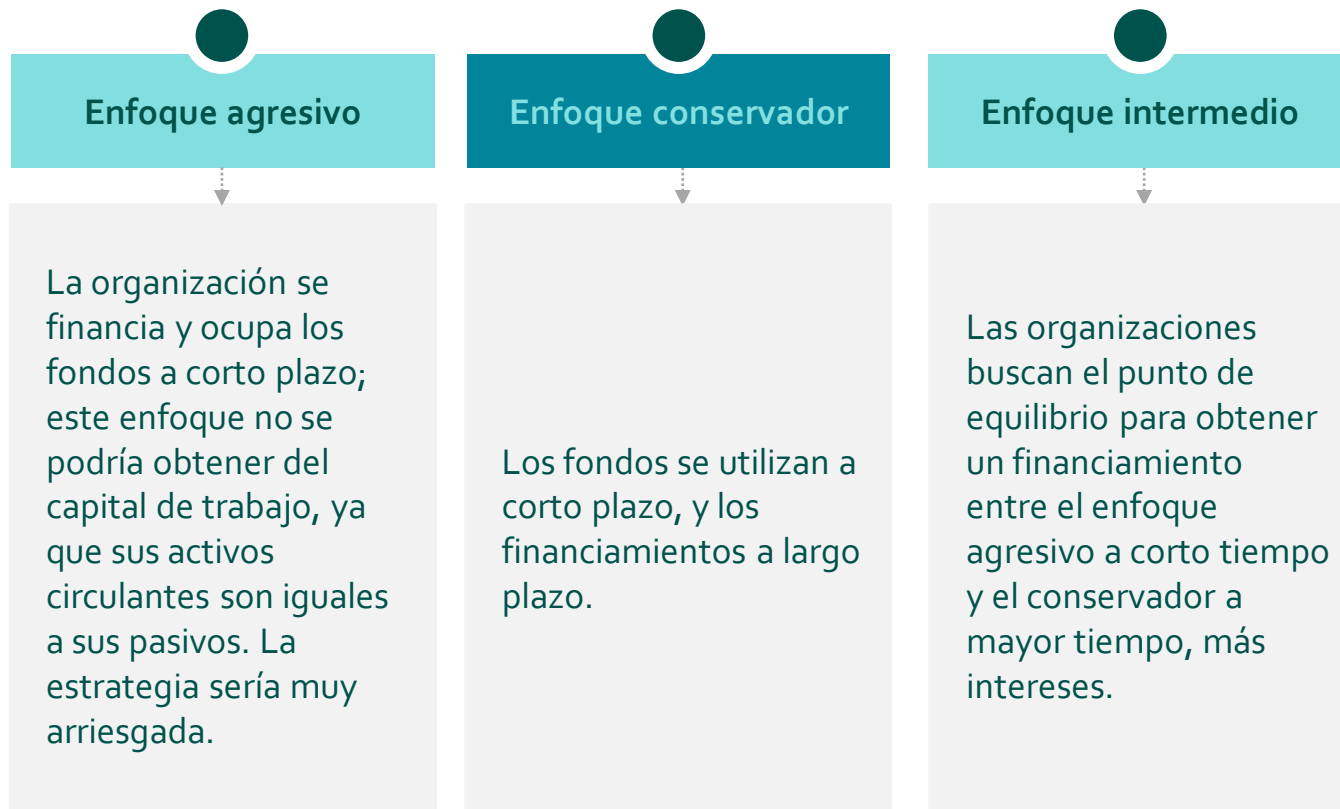 Enfoque agresivo
La organización se
financia y ocupa los
fondos a corto plazo;
este enfoque no se
podría obtener del
capital de trabajo, ya
que sus activos
circulantes son iguales
a sus pasivos. La
estrategia sería muy
arriesgada.
Enfoque conservador
Los fondos se utilizan a
corto plazo, y los
financiamientos a largo
plazo.
Enfoque intermedio
Las organizaciones
buscan el punto de
equilibrio para obtener
un financiamiento
entre el enfoque
agresivo a corto tiempo
y el conservador a
mayor tiempo, más
intereses.